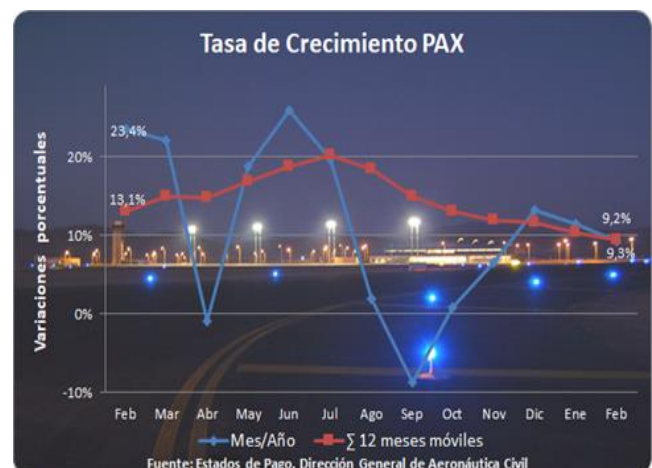 Tasa de Crecimiento PAX
Variaciones porcentuales
20%
10%
0%
-10%
23,4%
13,1%
9,2%
9,3%
Feb Mar Abr May Jun Jul Ago Sep Oct Nov Dic Ene Feb
Mes/Año ∑ 12 meses móviles
Fuente: Estados de Pago. Dirección General de Aeronáutica Civil